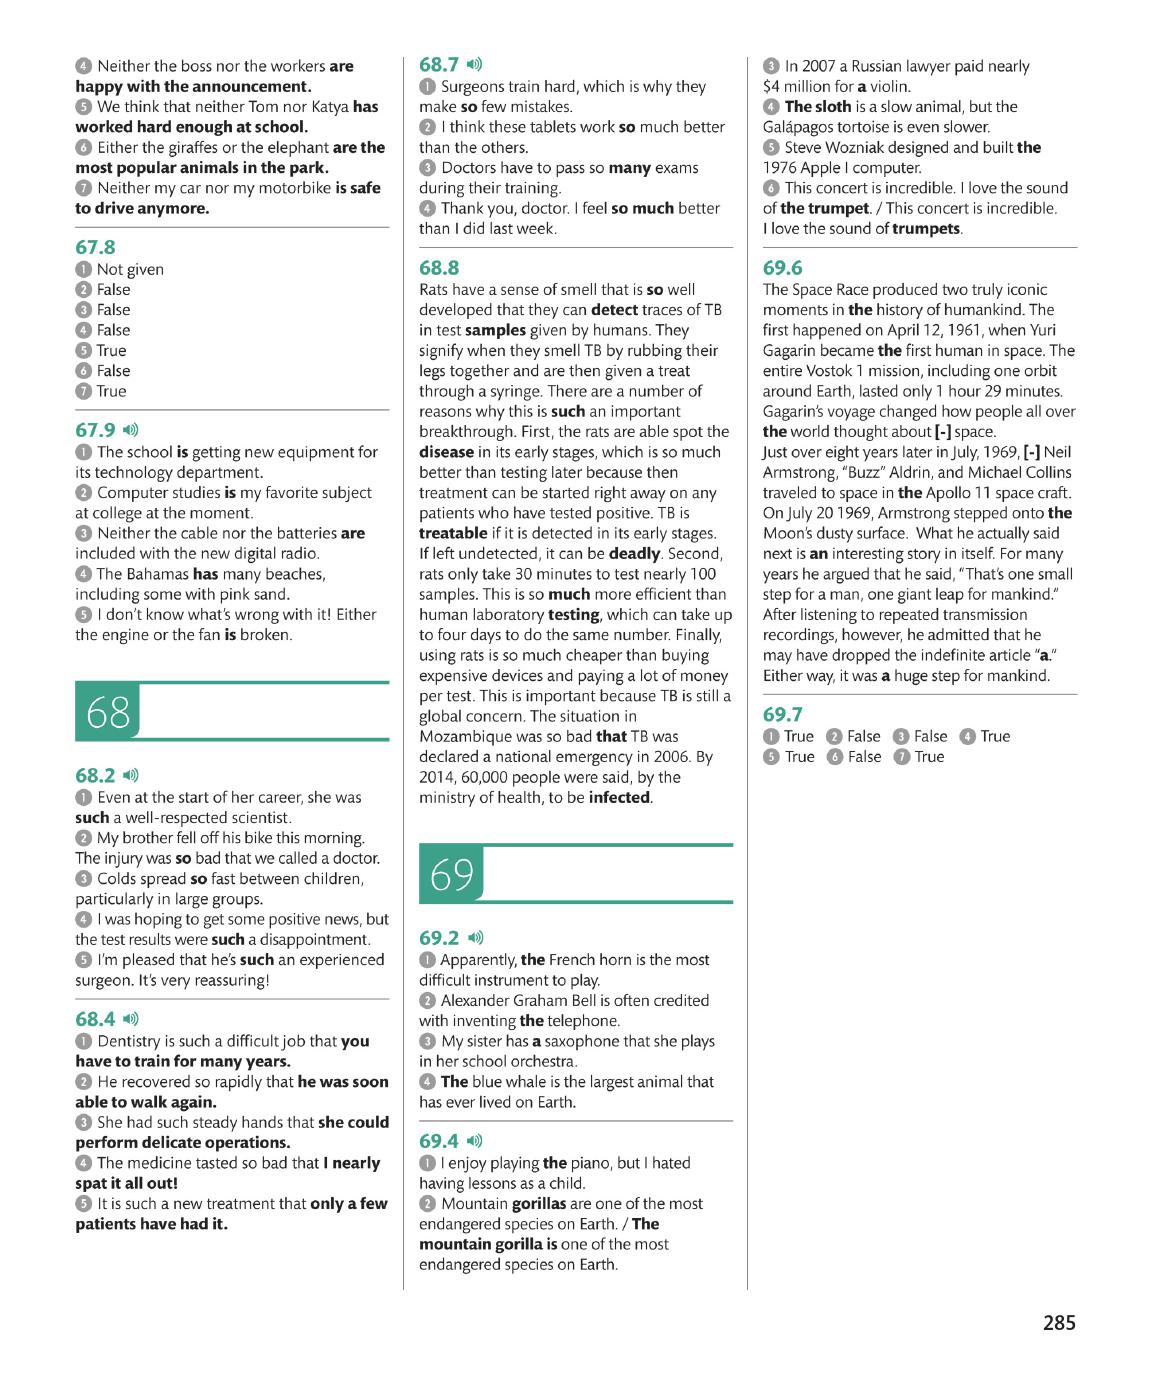 4 Neither the boss nor the workers are
happy with the announcement.
5 We think that neither Tom nor Katya has
worked hard enough at school.
6 Either the giraffes or the elephant are the
most popular animals in the park.
7 Neither my car nor my motorbike is safe
to drive anymore.
67.8
1 Not given
2 False
3 False
4 False
5 True
6 False
7 True
67.9
1 The school is getting new equipment for
its technology department.
2 Computer studies is my favorite subject
at college at the moment.
3 Neither the cable nor the batteries are
included with the new digital radio.
4 The Bahamas has many beaches,
including some with pink sand.
5 I don't know what's wrong with it! Either
the engine or the fan is broken.
68
68.2
1 Even at the start of her career, she was
such a well-respected scientist.
2 My brother fell off his bike this morning.
The injury was so bad that we called a doctor.
3 Colds spread so fast between children,
particularly in large groups.
4 I was hoping to get some positive news, but
the test results were such a disappointment.
5 I'm pleased that he's such an experienced
surgeon. It's very reassuring!
68.4
1 Dentistry is such a difficult job that you
have to train for many years.
2 He recovered so rapidly that he was soon
able to walk again.
3 She had such steady hands that she could
perform delicate operations.
4 The medicine tasted so bad that I nearly
spat it all out!
5 It is such a new treatment that only a few
patients have had it.
68.7
1 Surgeons train hard, which is why they
make so few mistakes.
2 I think these tablets work so much better
than the others.
3 Doctors have to pass so many exams
during their training.
4 Thank you, doctor. I feel so much better
than I did last week.
68.8
Rats have a sense of smell that is so well
developed that they can detect traces of TB
in test samples given by humans. They
signify when they smell TB by rubbing their
legs together and are then given a treat
through a syringe. There are a number of
reasons why this is such an important
breakthrough. First, the rats are able spot the
disease in its early stages, which is so much
better than testing later because then
treatment can be started right away on any
patients who have tested positive. TB is
treatable if it is detected in its early stages.
If left undetected, it can be deadly. Second,
rats only take 30 minutes to test nearly 100
samples. This is so much more efficient than
human laboratory testing, which can take up
to four days to do the same number. Finally,
using rats is so much cheaper than buying
expensive devices and paying a lot of money
per test. This is important because TB is still a
global concern. The situation in
Mozambique was so bad that TB was
declared a national emergency in 2006. By
2014, 60,000 people were said, by the
ministry of health, to be infected.
69
69.2
1 Apparently, the French horn is the most
difficult instrument to play.
2 Alexander Graham Bell is often credited
with inventing the telephone.
3 My sister has a saxophone that she plays
in her school orchestra.
4 The blue whale is the largest animal that
has ever lived on Earth.
69.4
1 I enjoy playing the piano, but I hated
having lessons as a child.
2 Mountain gorillas are one of the most
endangered species on Earth. / The
mountain gorilla is one of the most
endangered species on Earth.
3 In 2007 a Russian lawyer paid nearly
$4 million for a violin.
4 The sloth is a slow animal, but the
Galápagos tortoise is even slower.
5 Steve Wozniak designed and built the
1976 Apple I computer.
6 This concert is incredible. I love the sound
of the trumpet. / This concert is incredible.
I love the sound of trumpets.
69.6
The Space Race produced two truly iconic
moments in the history of humankind. The
first happened on April 12, 1961, when Yuri
Gagarin became the first human in space. The
entire Vostok 1 mission, including one orbit
around Earth, lasted only 1 hour 29 minutes.
Gagarin's voyage changed how people all over
the world thought about [-] space.
Just over eight years later in July, 1969, [-] Neil
Armstrong, "Buzz" Aldrin, and Michael Collins
traveled to space in the Apollo 11 space craft.
On July 20 1969, Armstrong stepped onto the
Moon's dusty surface. What he actually said
next is an interesting story in itself. For many
years he argued that he said, "That's one small
step for a man, one giant leap for mankind."
After listening to repeated transmission
recordings, however, he admitted that he
may have dropped the indefinite article "a."
Either way, it was a huge step for mankind.
69.7
1 True 2 False 3 False 4 True
5 True 6 False 7 True
285